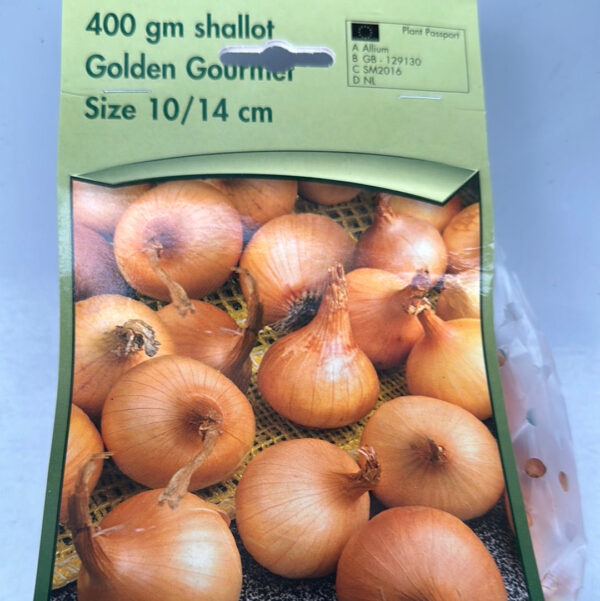 400 gm shallot
Golden Gourmet
Size 10/14 cm
Plant Passport
A Allium
B GB - 129130
C SM2016
D NL